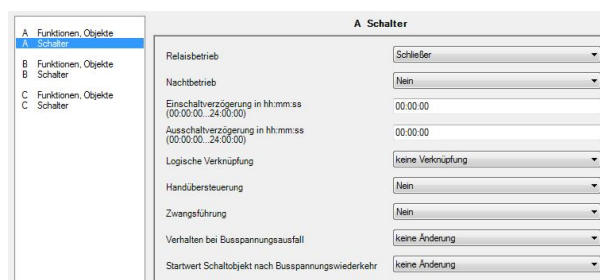 A Funktionen, Objekte
A Schalter
B Funktionen, Objekte
B Schalter
C Funktionen, Objekte
C Schalter
A Schalter
Relaisbetrieb
Schließer
Nachtbetrieb
Nein
Einschaltverzögerung in hh:mm:ss
(00:00:00...24:00:00)
00:00:00
Ausschaltverzögerung in hh:mm:ss
(00:00:00...24:00:00)
00:00:00
Logische Verknüpfung
keine Verknüpfung
Handübersteuerung
Nein
Zwangsführung
Nein
Verhalten bei Busspannungsausfall
keine Änderung
Startwert Schaltobjekt nach Busspannungswiederkehr
keine Änderung